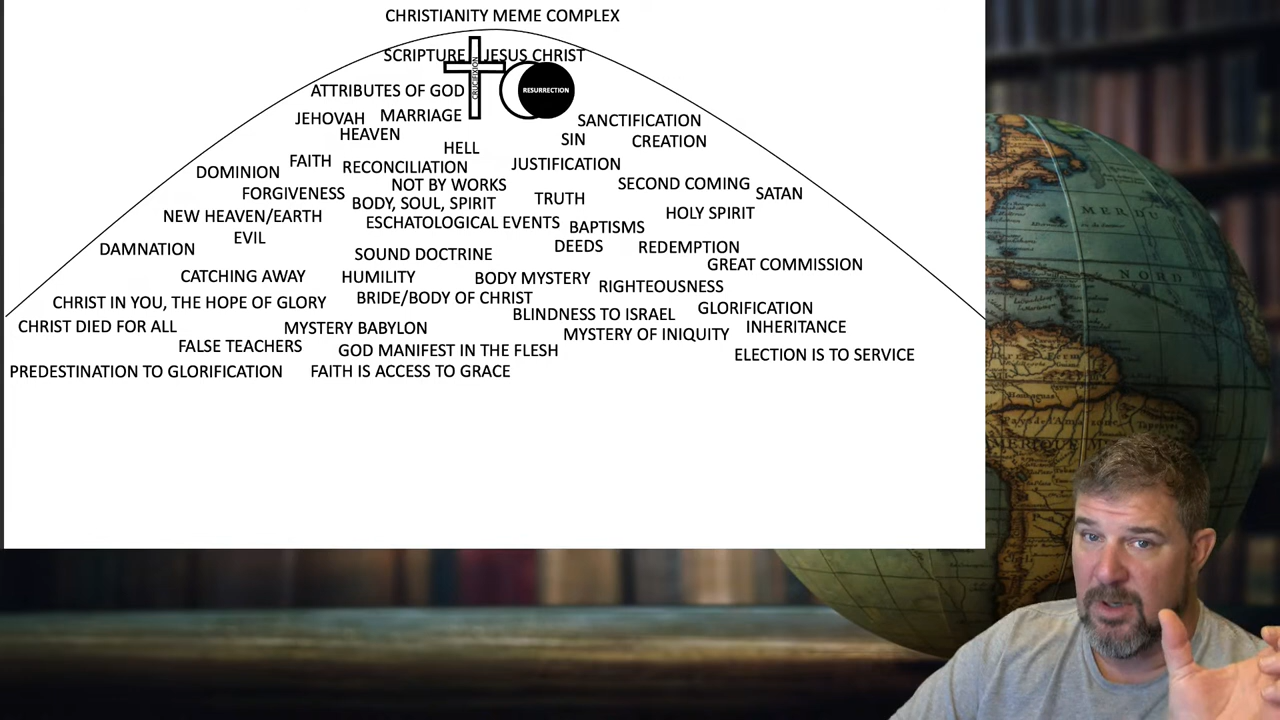 CHRISTIANITY MEME COMPLEX
SCRIPTURE JESUS CHRIST
CRUCIFIXION
RESURRECTION
ATTRIBUTES OF GOD
JEHOVAH MARRIAGE SANCTIFICATION
HEAVEN SIN CREATION
HELL
FAITH RECONCILIATION JUSTIFICATION
DOMINION
NOT BY WORKS SECOND COMING
FORGIVENESS BODY, SOUL, SPIRIT TRUTH SATAN
NEW HEAVEN/EARTH ESCHATOLOGICAL EVENTS BAPTISMS HOLY SPIRIT
EVIL
DAMNATION SOUND DOCTRINE DEEDS REDEMPTION
GREAT COMMISSION
CATCHING AWAY HUMILITY BODY MYSTERY RIGHTEOUSNESS
CHRIST IN YOU, THE HOPE OF GLORY BRIDE/BODY OF CHRIST
BLINDNESS TO ISRAEL GLORIFICATION
CHRIST DIED FOR ALL MYSTERY BABYLON MYSTERY OF INIQUITY INHERITANCE
FALSE TEACHERS GOD MANIFEST IN THE FLESH ELECTION IS TO SERVICE
PREDESTINATION TO GLORIFICATION FAITH IS ACCESS TO GRACE
MERDU
NORD